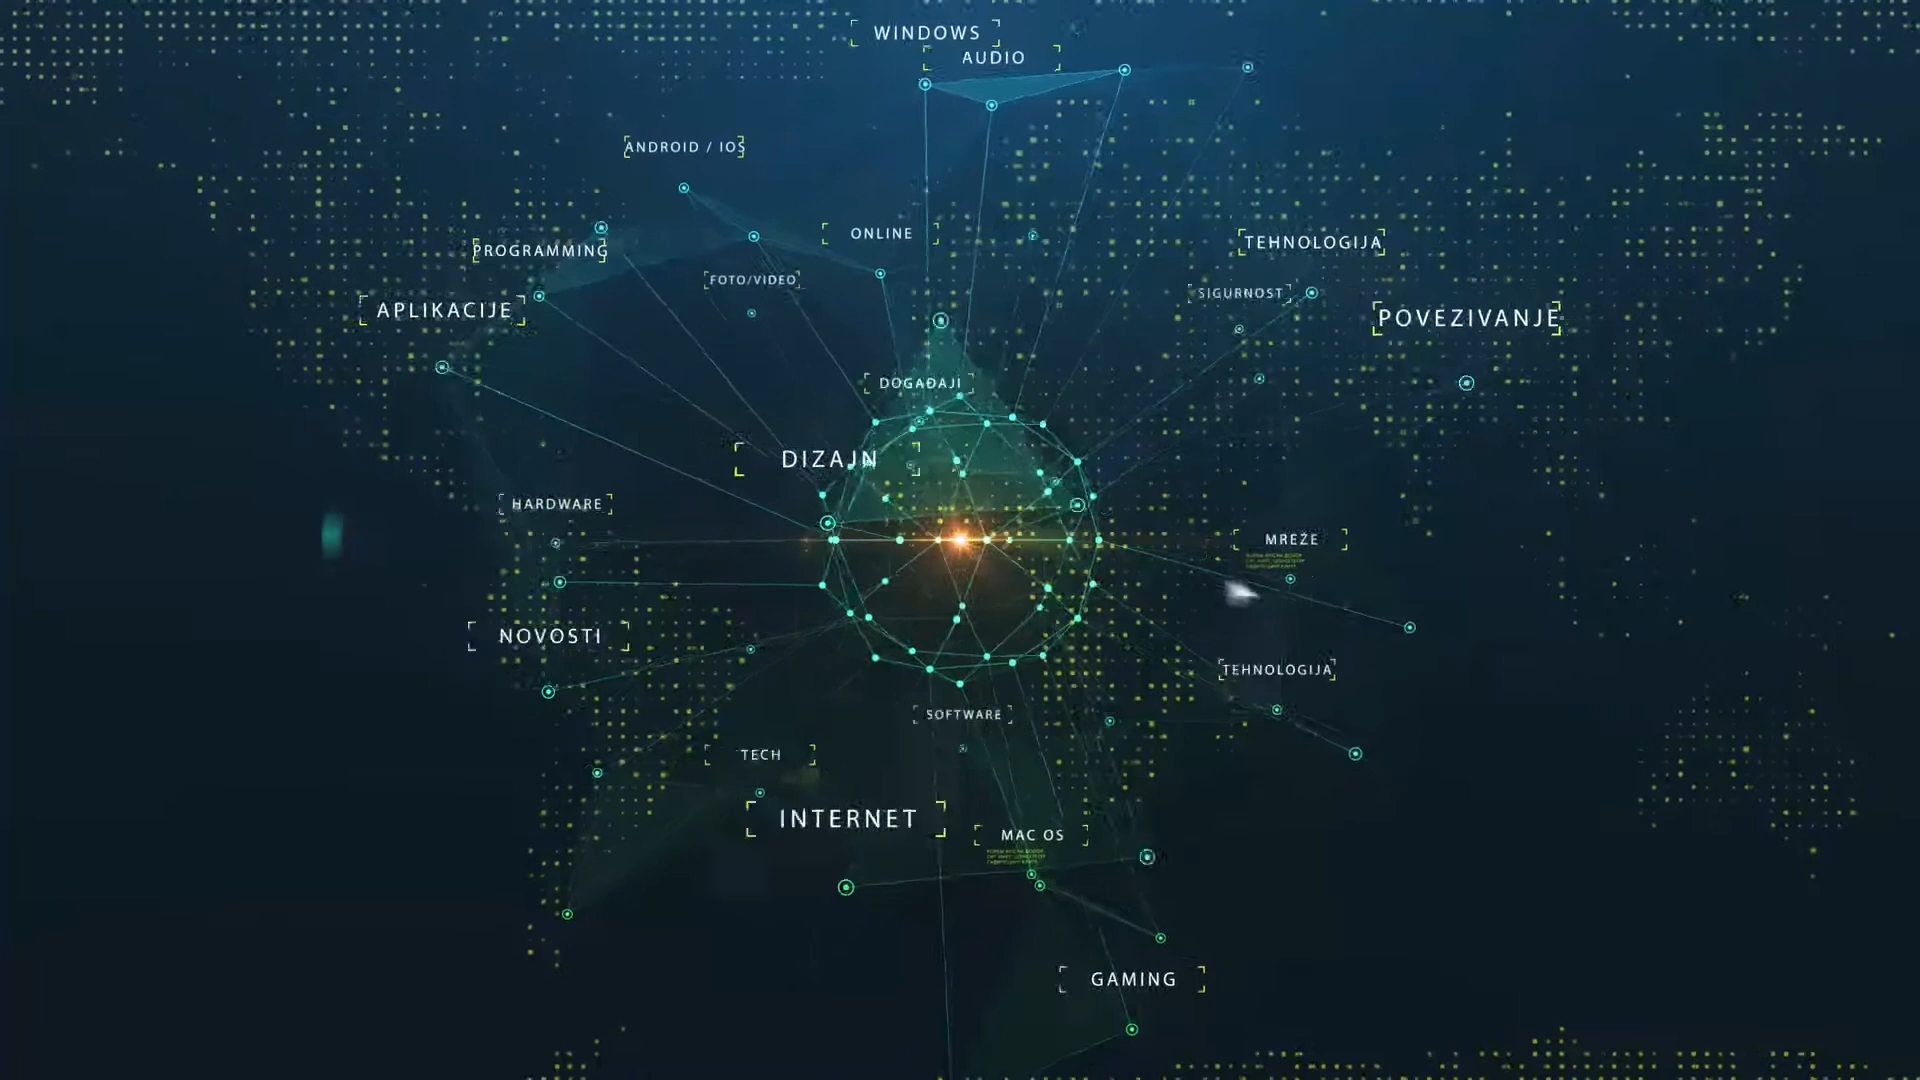 WINDOWS
AUDIO
ANDROID / IOS
ONLINE
TEHNOLOGIJA
PROGRAMMING
FOTO/VIDEO
SIGURNOST
APLIKACIJE
POVEZIVANJE
DOGAĐAJI
DIZAJN
HARDWARE
MREŽE
NOVOSTI
TEHNOLOGIJA
SOFTWARE
TECH
INTERNET
MAC OS
GAMING